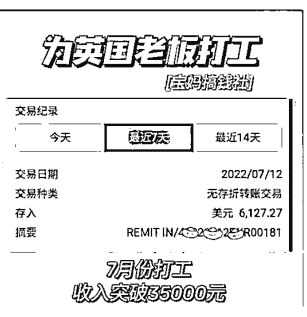 为英国老板打工
[宝妈搞钱社]
交易纪录
今天 最近7天 最近14天
交易日期 2022/07/12
交易种类 无存折转账交易
存入 美元 6,127.27
摘要 REMIT IN/
7月份打工
收入突破35000元